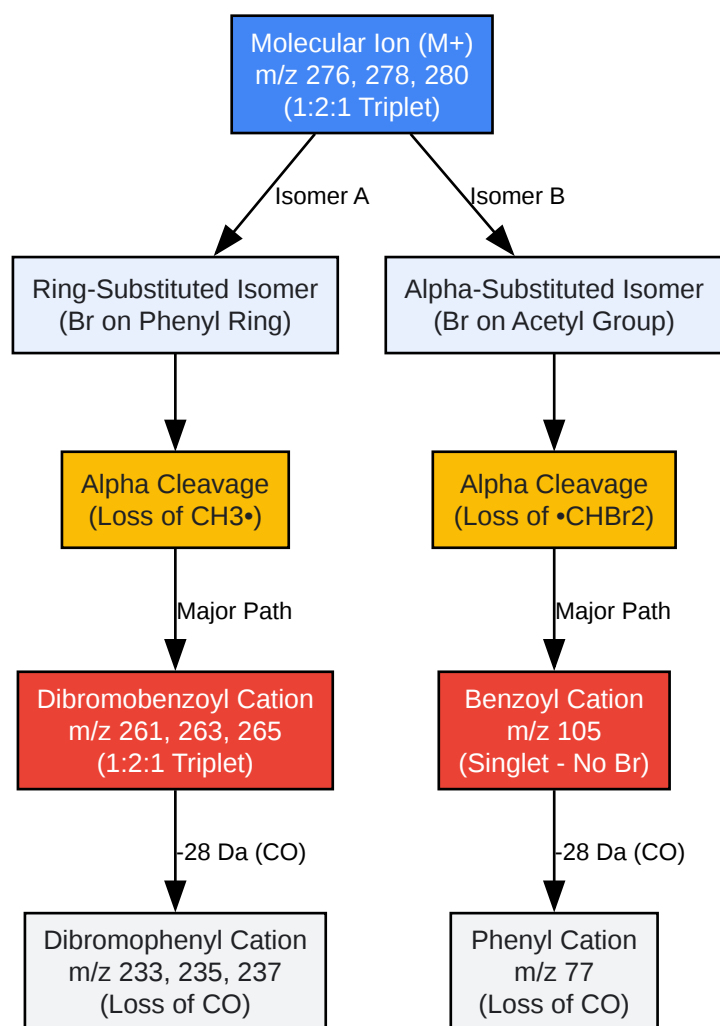 Molecular Ion (M+)
m/z 276, 278, 280
(1:2:1 Triplet)
Isomer A
Isomer B
Ring-Substituted Isomer
(Br on Phenyl Ring)
Alpha-Substituted Isomer
(Br on Acetyl Group)
Alpha Cleavage
(Loss of CH3•)
Alpha Cleavage
(Loss of •CHBr2)
Major Path
Major Path
Dibromobenzoyl Cation
m/z 261, 263, 265
(1:2:1 Triplet)
Benzoyl Cation
m/z 105
(Singlet - No Br)
-28 Da (CO)
-28 Da (CO)
Dibromophenyl Cation
m/z 233, 235, 237
(Loss of CO)
Phenyl Cation
m/z 77
(Loss of CO)